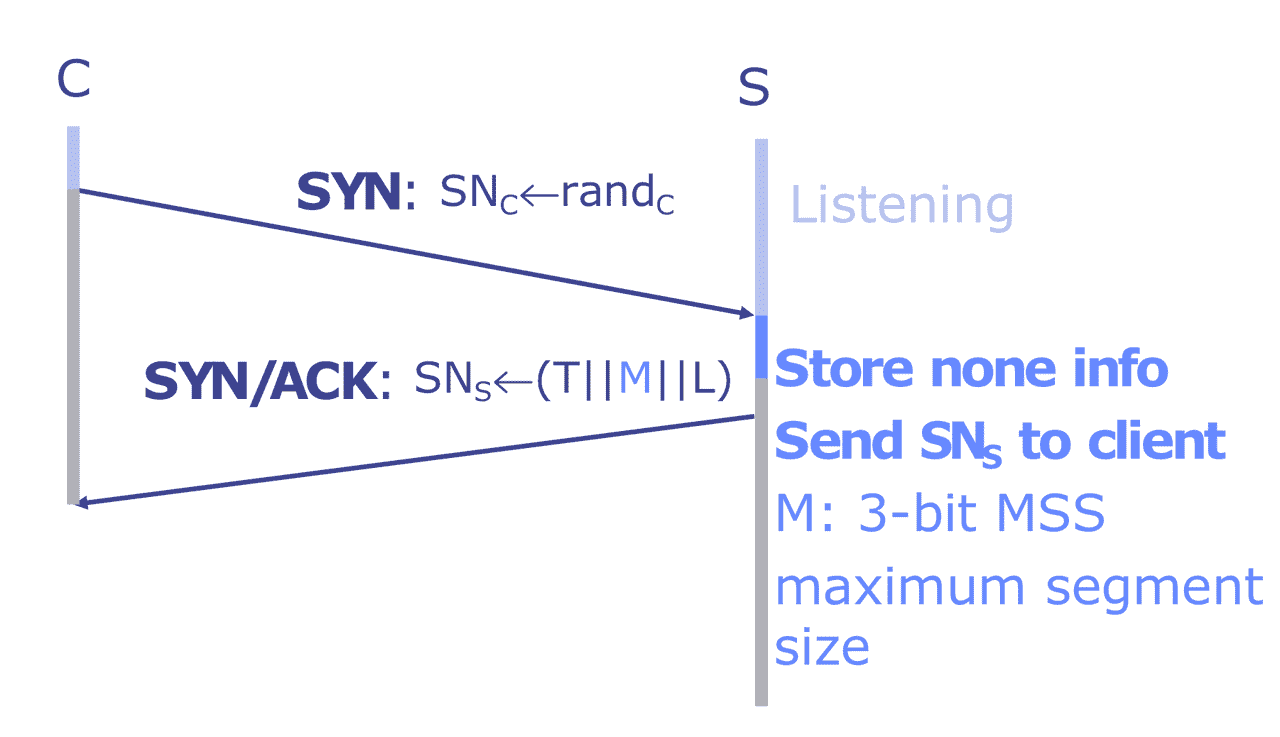 C
S
SYN: SNC←randC
Listening
SYN/ACK: SNS←(T||M||L)
Store none info
Send SNS to client
M: 3-bit MSS
maximum segment
size